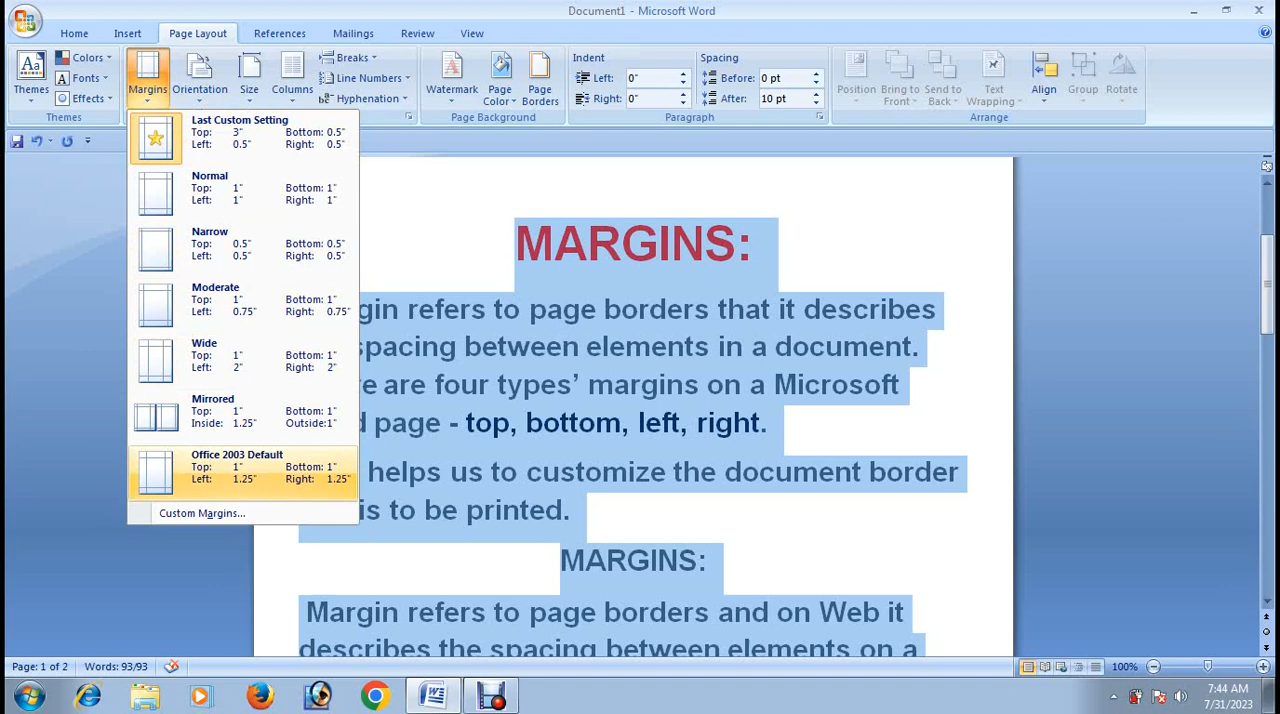 Document1 - Microsoft Word
Home Insert Page Layout References Mailings Review View
Themes
Colors
Fonts
Effects
Themes
Margins
Orientation
Size
Columns
Breaks
Line Numbers
Hyphenation
Watermark
Page Color
Page Borders
Page Background
Indent
Left: 0"
Right: 0"
Spacing
Before: 0 pt
After: 10 pt
Paragraph
Position
Bring to Front
Send to Back
Text Wrapping
Align
Group
Rotate
Arrange
Last Custom Setting
Top: 3" Bottom: 0.5"
Left: 0.5" Right: 0.5"
Normal
Top: 1" Bottom: 1"
Left: 1" Right: 1"
Narrow
Top: 0.5" Bottom: 0.5"
Left: 0.5" Right: 0.5"
Moderate
Top: 1" Bottom: 1"
Left: 0.75" Right: 0.75"
Wide
Top: 1" Bottom: 1"
Left: 2" Right: 2"
Mirrored
Top: 1" Bottom: 1"
Inside: 1.25" Outside: 1"
Office 2003 Default
Top: 1" Bottom: 1"
Left: 1.25" Right: 1.25"
Custom Margins...
MARGINS:
gin refers to page borders that it describes
spacing between elements in a document.
e are four types’ margins on a Microsoft
d page - top, bottom, left, right.
helps us to customize the document border
is to be printed.
MARGINS:
Margin refers to page borders and on Web it
describes the spacing between elements on a
Page: 1 of 2 Words: 93/93 100%
7:44 AM
7/31/2023